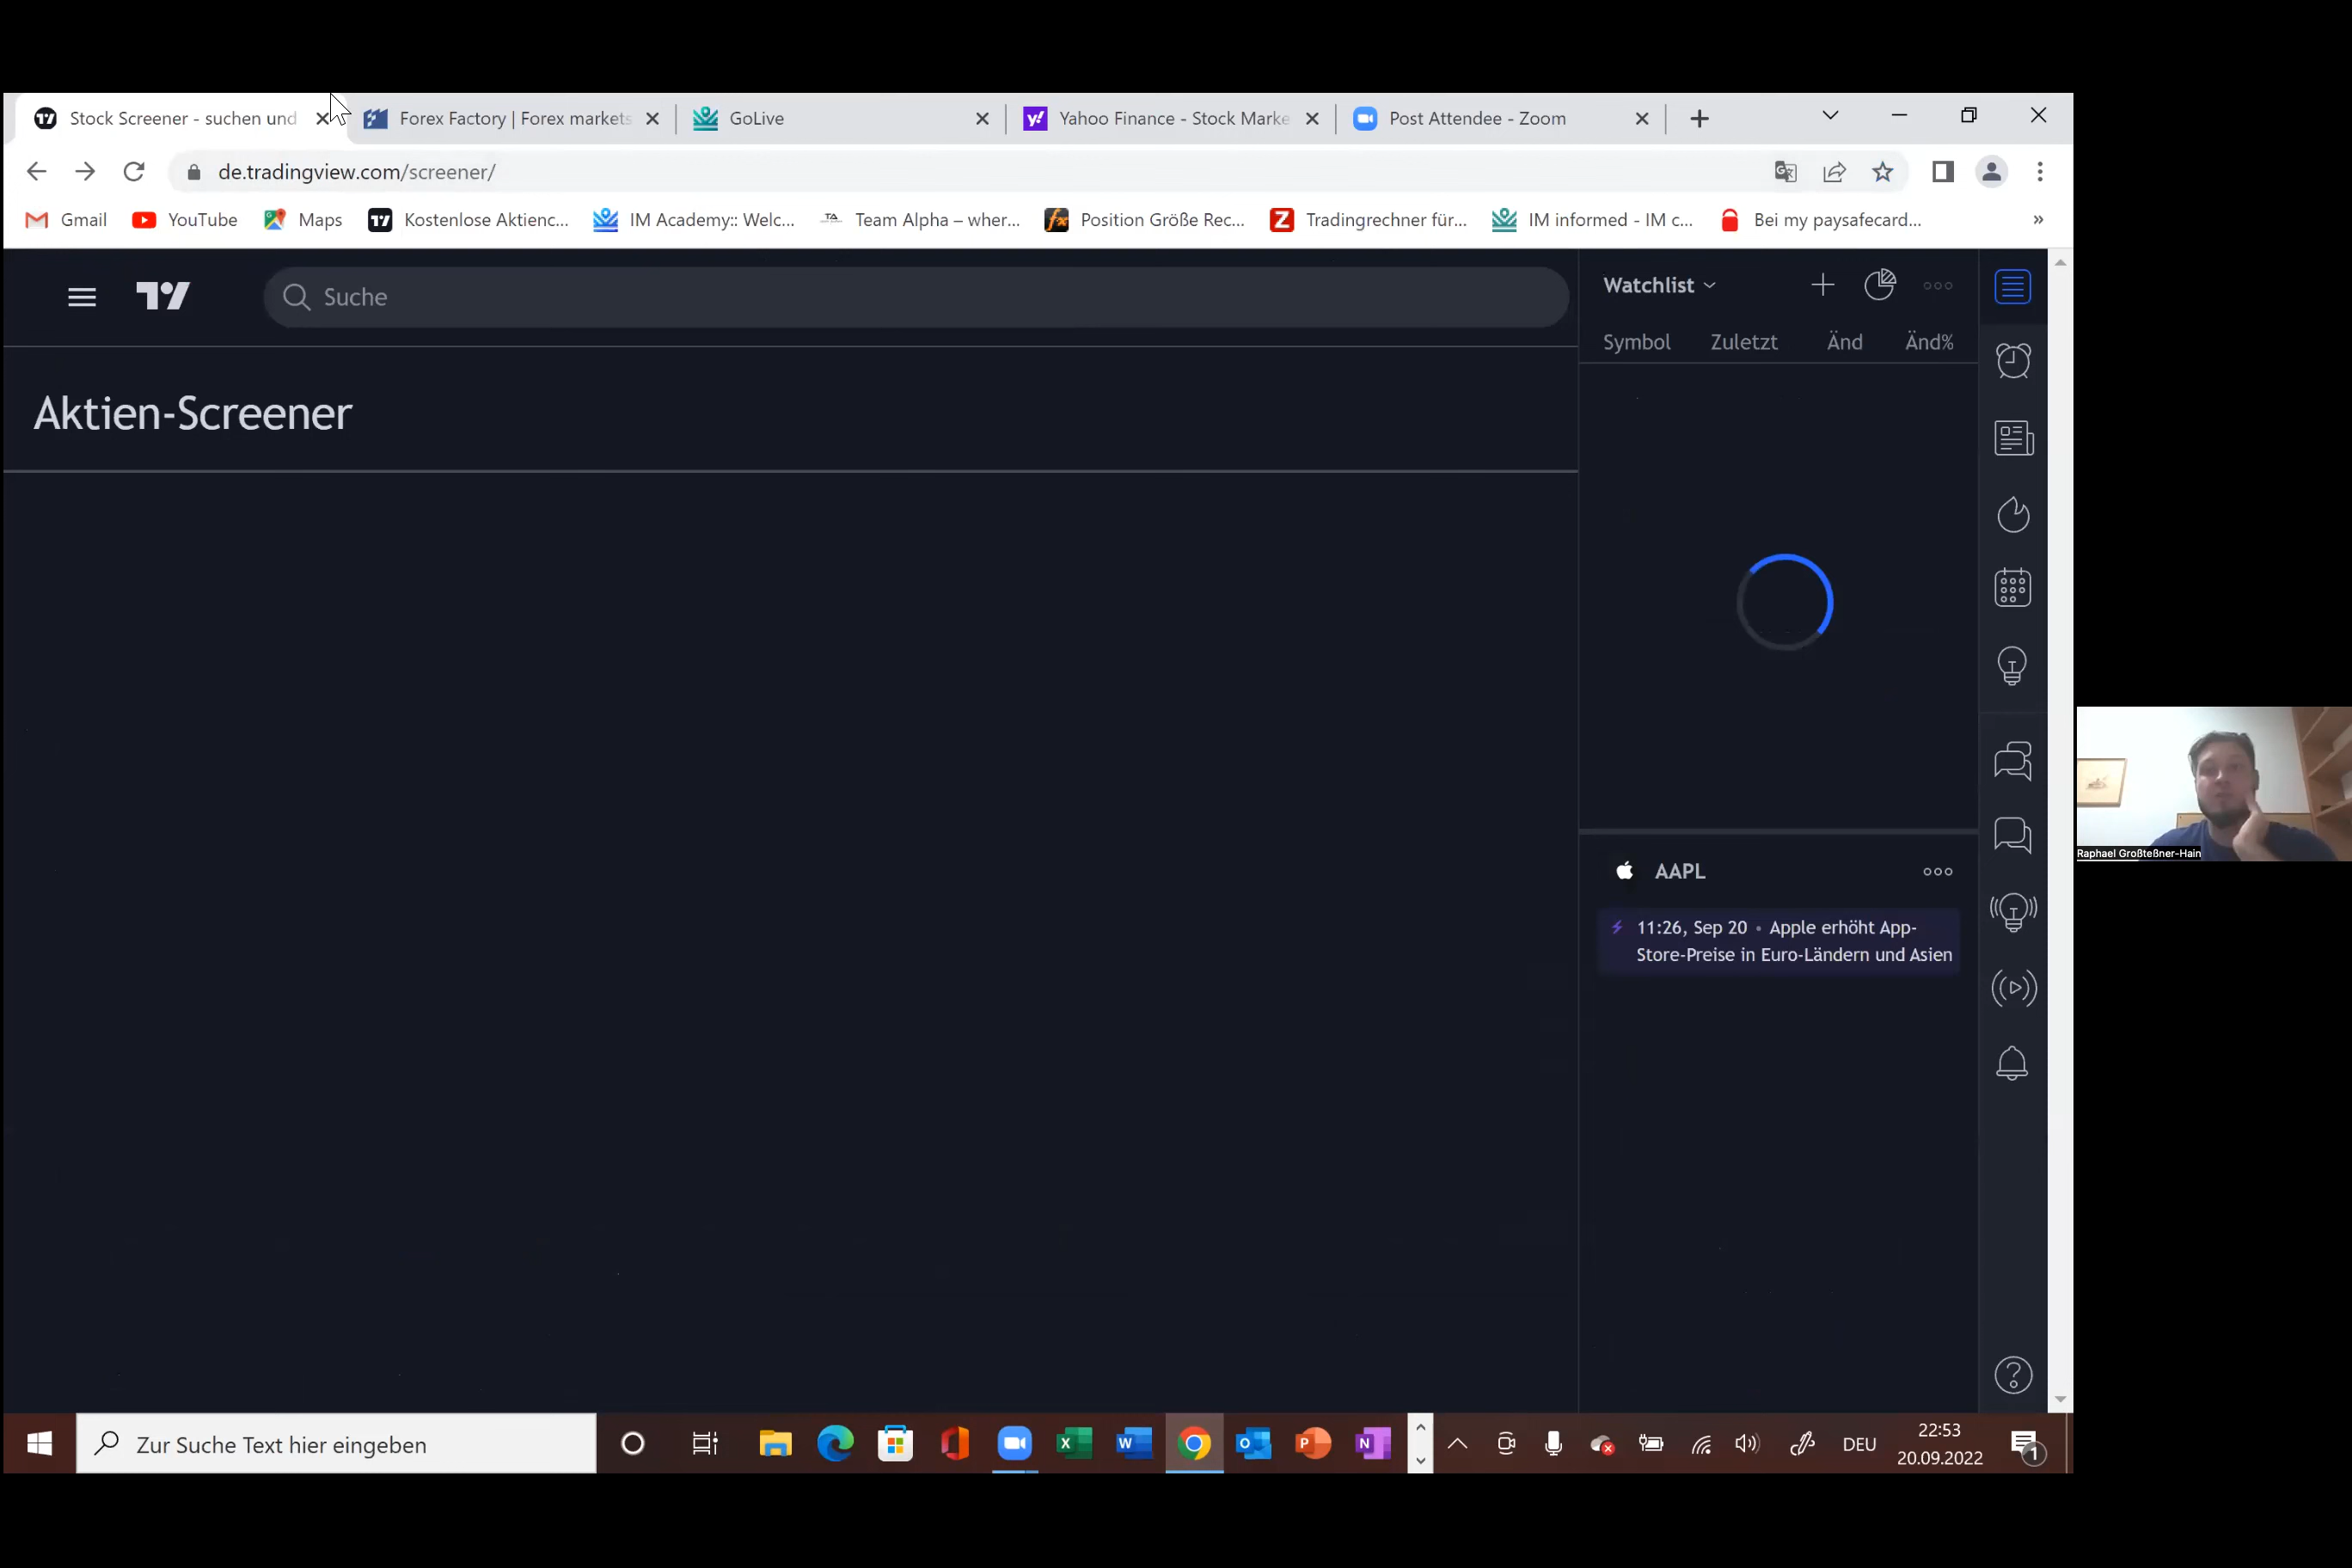 Stock Screener - suchen und
Forex Factory | Forex markets
GoLive
Yahoo Finance - Stock Marke
Post Attendee - Zoom
de.tradingview.com/screener/
Gmail
YouTube
Maps
Kostenlose Aktienc...
IM Academy:: Welc...
Team Alpha – wher...
Position Größe Rec...
Tradingrechner für...
IM informed - IM c...
Bei my paysafecard...
»
Suche
Watchlist
Symbol Zuletzt Änd Änd%
Aktien-Screener
AAPL
11:26, Sep 20 • Apple erhöht App-
Store-Preise in Euro-Ländern und Asien
Raphael Großteßner-Hain
Zur Suche Text hier eingeben
DEU
22:53
20.09.2022
1